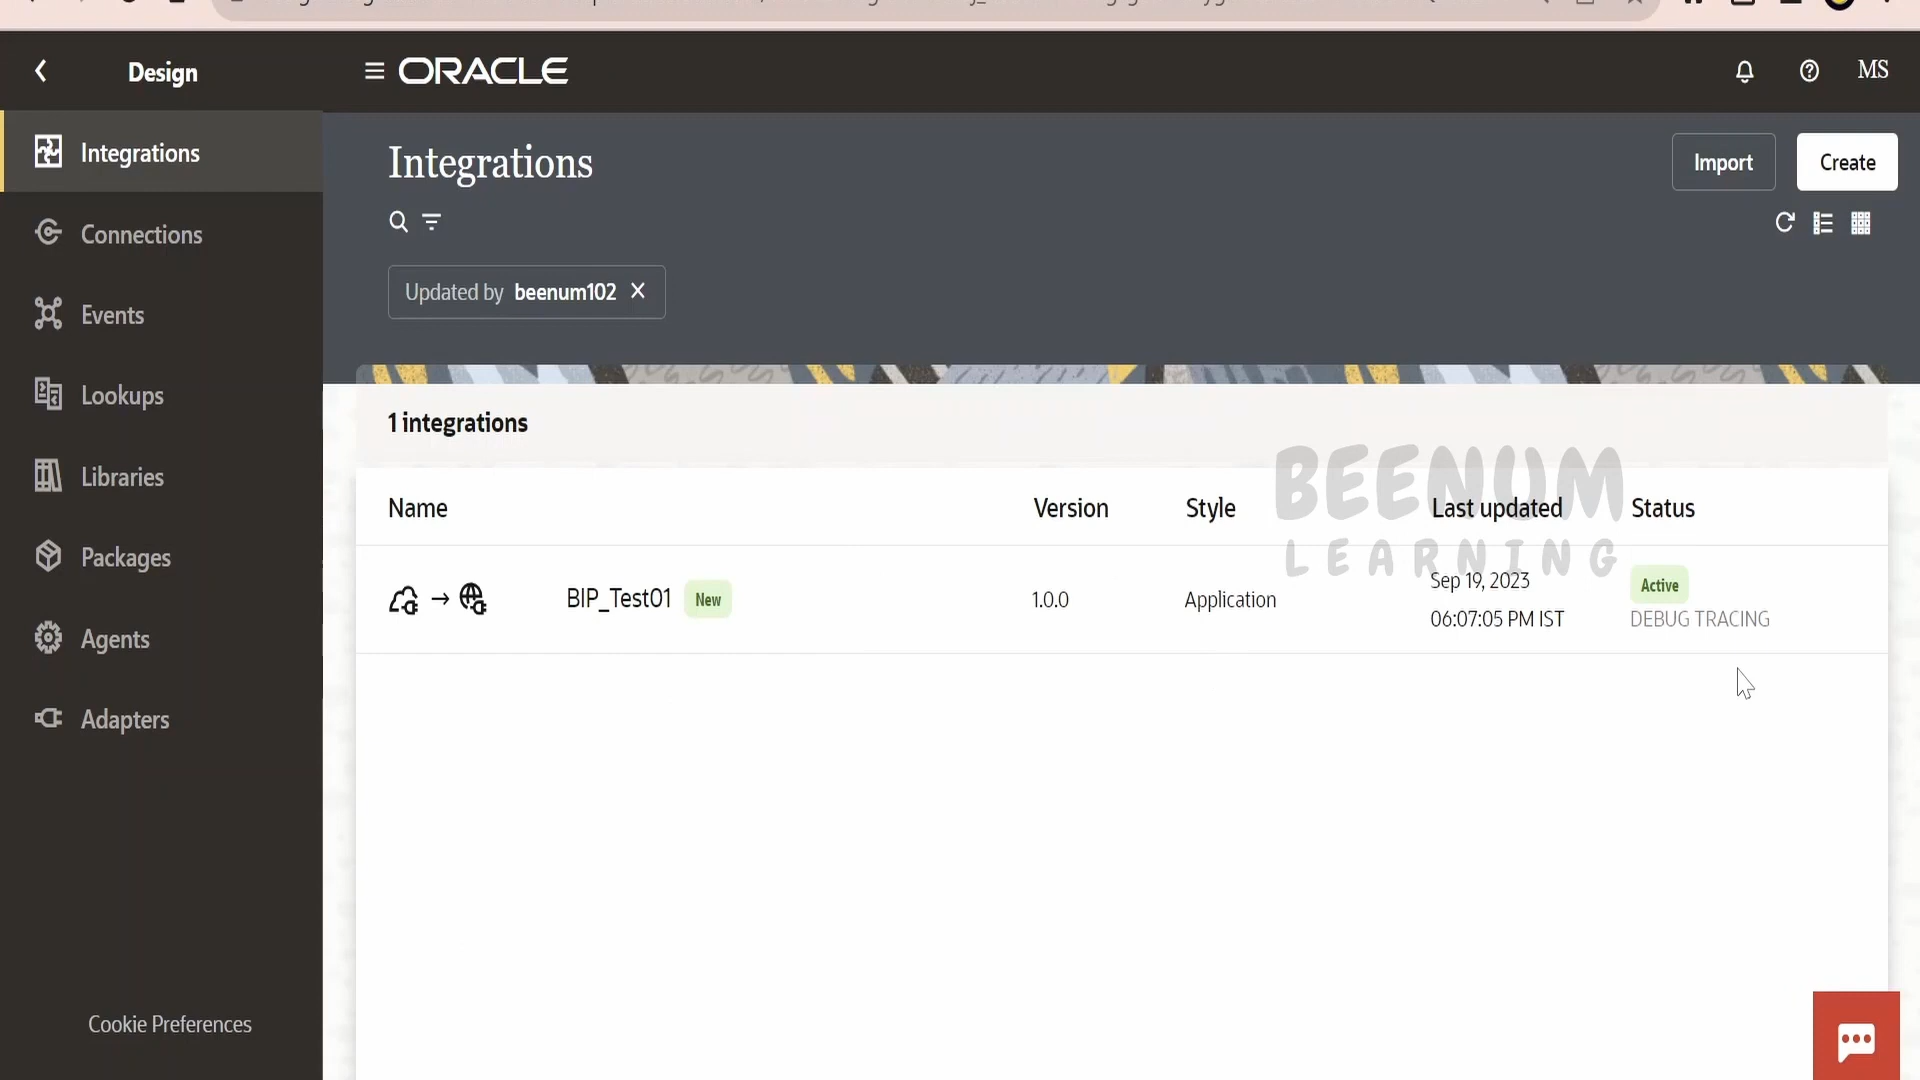 Design
ORACLE
MS
Integrations
Connections
Events
Lookups
Libraries
Packages
Agents
Adapters
Cookie Preferences
Integrations
Import
Create
Updated by beenum102
1 integrations
BEENUM
LEARNING
Name Version Style Last updated Status
BIP_Test01 New 1.0.0 Application Sep 19, 2023 06:07:05 PM IST Active DEBUG TRACING